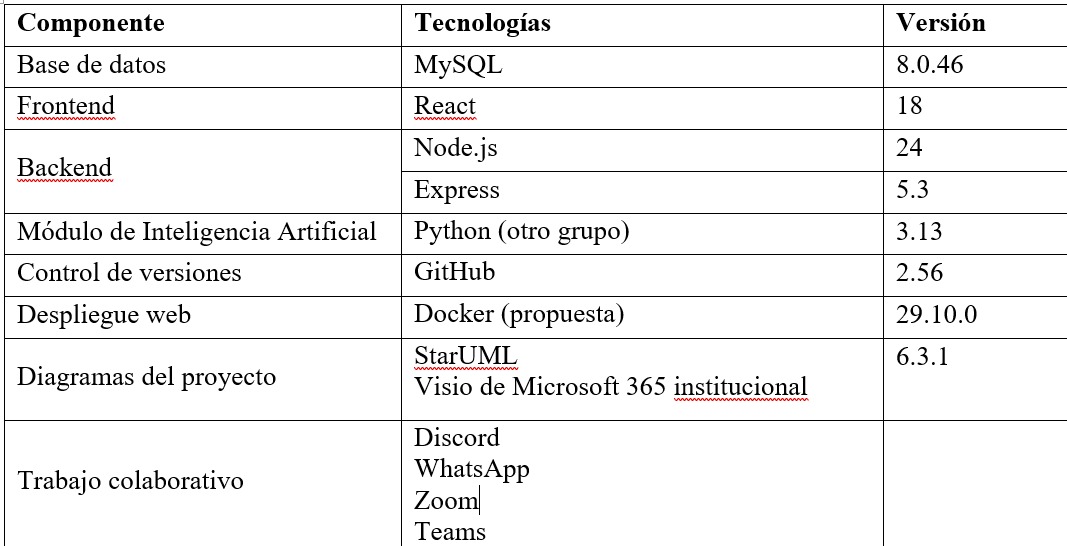 Componente Tecnologías Versión
Base de datos MySQL 8.0.46
Frontend React 18
Backend Node.js 24
Express 5.3
Módulo de Inteligencia Artificial Python (otro grupo) 3.13
Control de versiones GitHub 2.56
Despliegue web Docker (propuesta) 29.10.0
Diagramas del proyecto StarUML 6.3.1
Visio de Microsoft 365 institucional
Trabajo colaborativo Discord
WhatsApp
Zoom
Teams